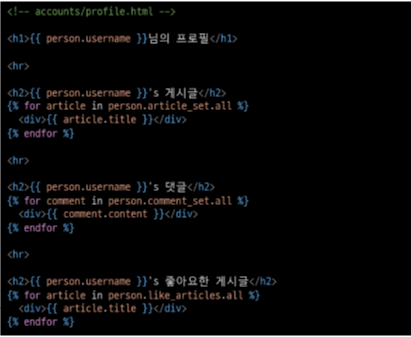 <!-- accounts/profile.html -->
<h1>{{ person.username }}님의 프로필</h1>
<hr>
<h2>{{ person.username }}'s 게시글</h2>
{% for article in person.article_set.all %}
<div>{{ article.title }}</div>
{% endfor %}
<hr>
<h2>{{ person.username }}'s 댓글</h2>
{% for comment in person.comment_set.all %}
<div>{{ comment.content }}</div>
{% endfor %}
<hr>
<h2>{{ person.username }}'s 좋아요한 게시글</h2>
{% for article in person.like_articles.all %}
<div>{{ article.title }}</div>
{% endfor %}